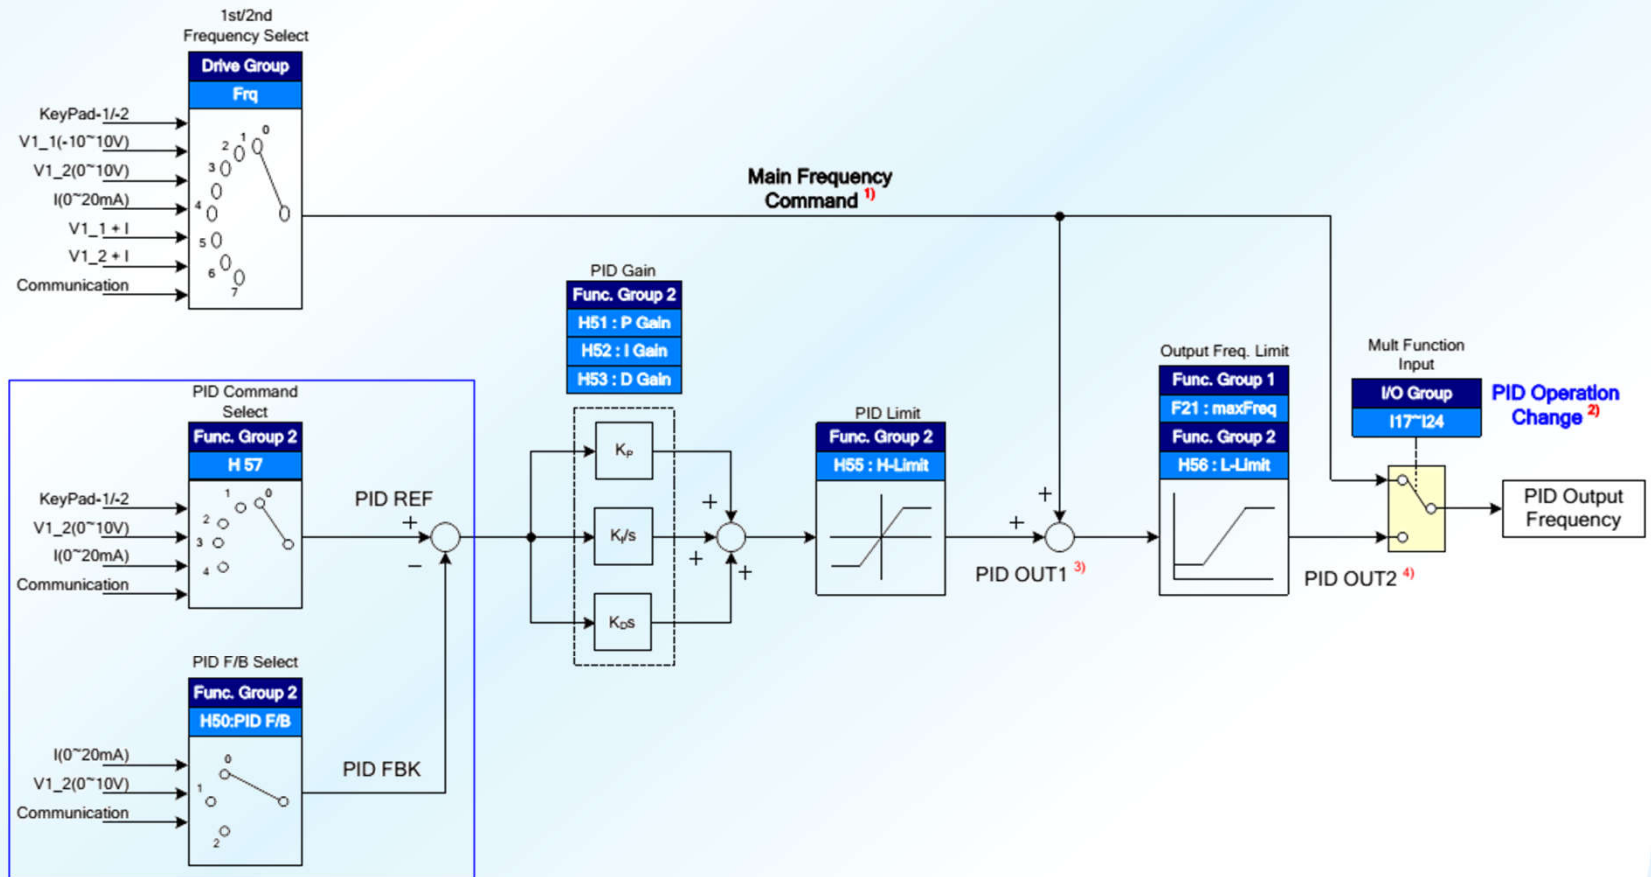 1st/2nd
Frequency Select
Drive Group
Frq
KeyPad-1/-2
V1_1(-10~10V)
V1_2(0~10V)
I(0~20mA)
V1_1 + I
V1_2 + I
Communication
0
1
2
3
4
5
6
7
Main Frequency
Command 1)
PID Gain
Func. Group 2
H51 : P Gain
H52 : I Gain
H53 : D Gain
PID Command
Select
Func. Group 2
H 57
KeyPad-1/-2
V1_2(0~10V)
I(0~20mA)
Communication
0
1
2
3
4
PID REF
+
−
KP
KI/s
KDs
+
+
+
PID Limit
Func. Group 2
H55 : H-Limit
+
+
PID OUT1 3)
Output Freq. Limit
Func. Group 1
F21 : maxFreq
Func. Group 2
H56 : L-Limit
PID OUT2 4)
Mult Function
Input
I/O Group
I17~I24
PID Operation
Change 2)
PID Output
Frequency
PID F/B Select
Func. Group 2
H50:PID F/B
I(0~20mA)
V1_2(0~10V)
Communication
0
1
2
PID FBK